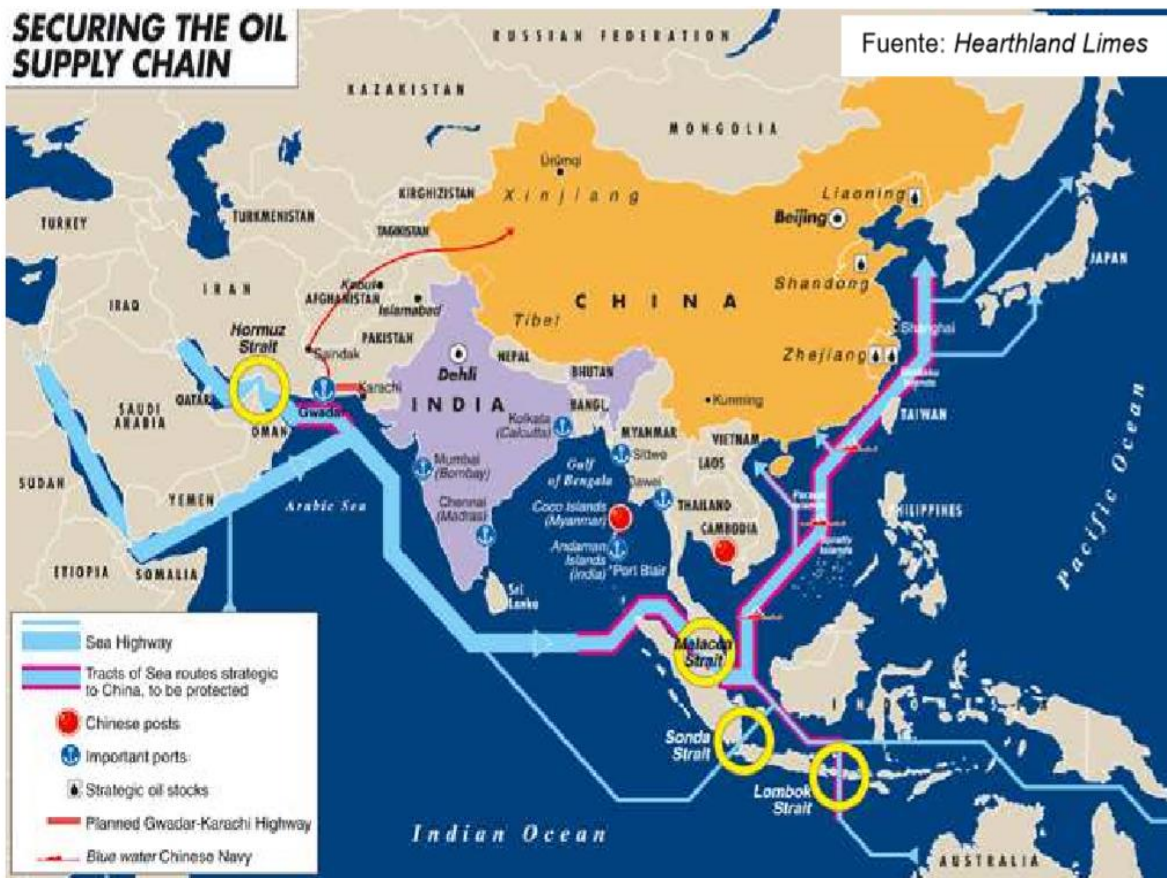 SECURING THE OIL
SUPPLY CHAIN
Fuente: Hearthland Limes
RUSSIAN FEDERATION
KAZAKISTAN
MONGOLIA
Ürümqi
Xinjiang
KIRGHIZISTAN
TURKMENISTAN
TAGIKISTAN
TURKEY
Liaoning
Beijing
JAPAN
IRAQ
IRAN
Kabul
AFGHANISTAN
Islamabad
CHINA
Shandong
Tibel
Hormuz
Strait
PAKISTAN
Saindak
Shanghai
NEPAL
Zhejiang
Dehli
BHUTAN
QATAR
Karachi
SAUDI
ARABIA
Gwadar
INDIA
BANGL.
Kunming
TAIWAN
OMAN
Kolkata
(Calcutta)
MYANMAR
VIETNAM
LAOS
Mumbai
(Bombay)
Gulf
of Bengala
Sittwe
SUDAN
YEMEN
Arabic Sea
Dawei
Chennai
(Madras)
Coco Islands
(Myanmar)
THAILAND
CAMBODIA
PHILIPPINES
Pacific Ocean
Andaman
Islands
(India)
Port Blair
ETIOPIA
SOMALIA
Sri
Lanka
Malacca
Strait
Sonda
Strait
INDONESIA
Lombok
Strait
Indian Ocean
AUSTRALIA
Sea Highway
Tracts of Sea routes strategic
to China, to be protected
Chinese posts
Important ports:
Strategic oil stocks
Planned Gwadar-Karachi Highway
Blue water Chinese Navy